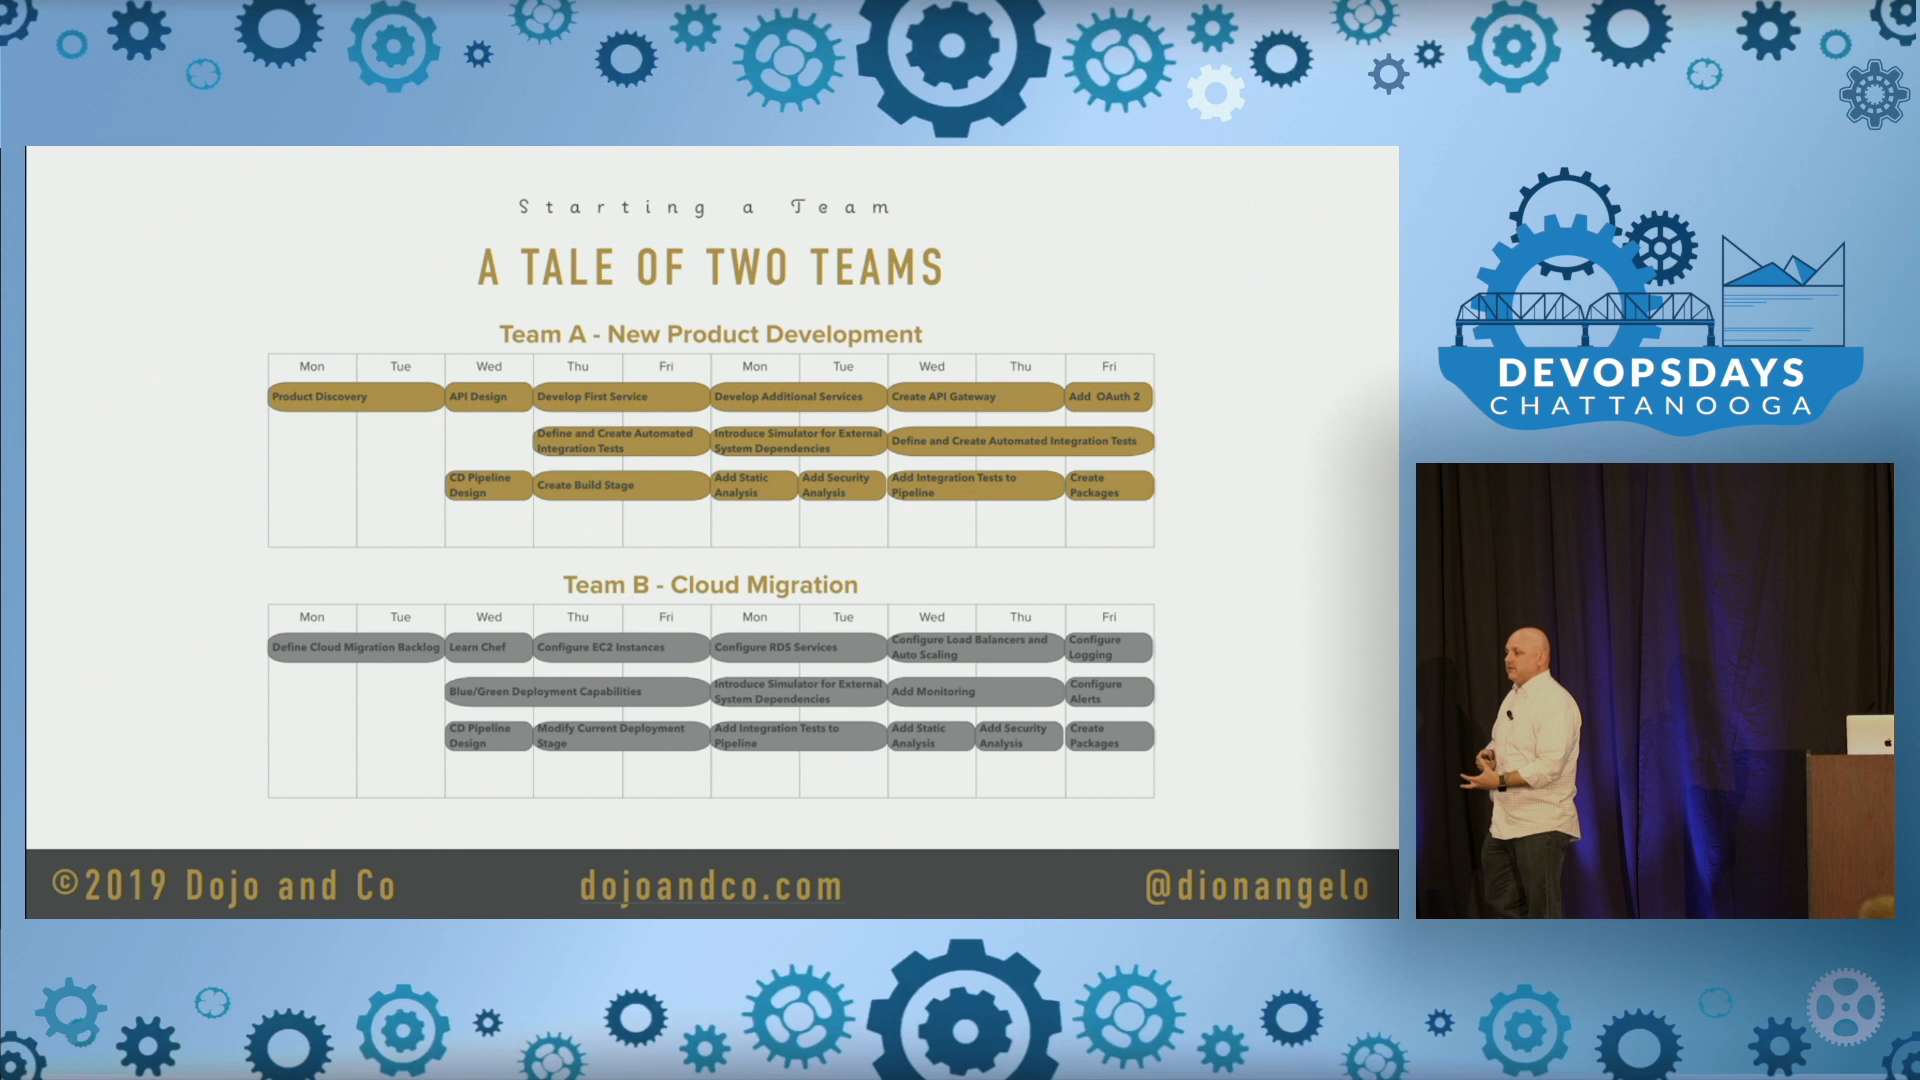 Starting a Team
A TALE OF TWO TEAMS
Team A - New Product Development
Mon Tue Wed Thu Fri Mon Tue Wed Thu Fri
Product Discovery
API Design
Develop First Service
Develop Additional Services
Create API Gateway
Add OAuth 2
Define and Create Automated
Integration Tests
Introduce Simulator for External
System Dependencies
Define and Create Automated Integration Tests
CD Pipeline
Design
Create Build Stage
Add Static
Analysis
Add Security
Analysis
Add Integration Tests to
Pipeline
Create
Packages
Team B - Cloud Migration
Mon Tue Wed Thu Fri Mon Tue Wed Thu Fri
Define Cloud Migration Backlog
Learn Chef
Configure EC2 Instances
Configure RDS Services
Configure Load Balancers and
Auto Scaling
Configure
Logging
Blue/Green Deployment Capabilities
Introduce Simulator for External
System Dependencies
Add Monitoring
Configure
Alerts
CD Pipeline
Design
Modify Current Deployment
Stage
Add Integration Tests to
Pipeline
Add Static
Analysis
Add Security
Analysis
Create
Packages
©2019 Dojo and Co
dojoandco.com
@dionangelo
DEVOPSDAYS
CHATTANOOGA